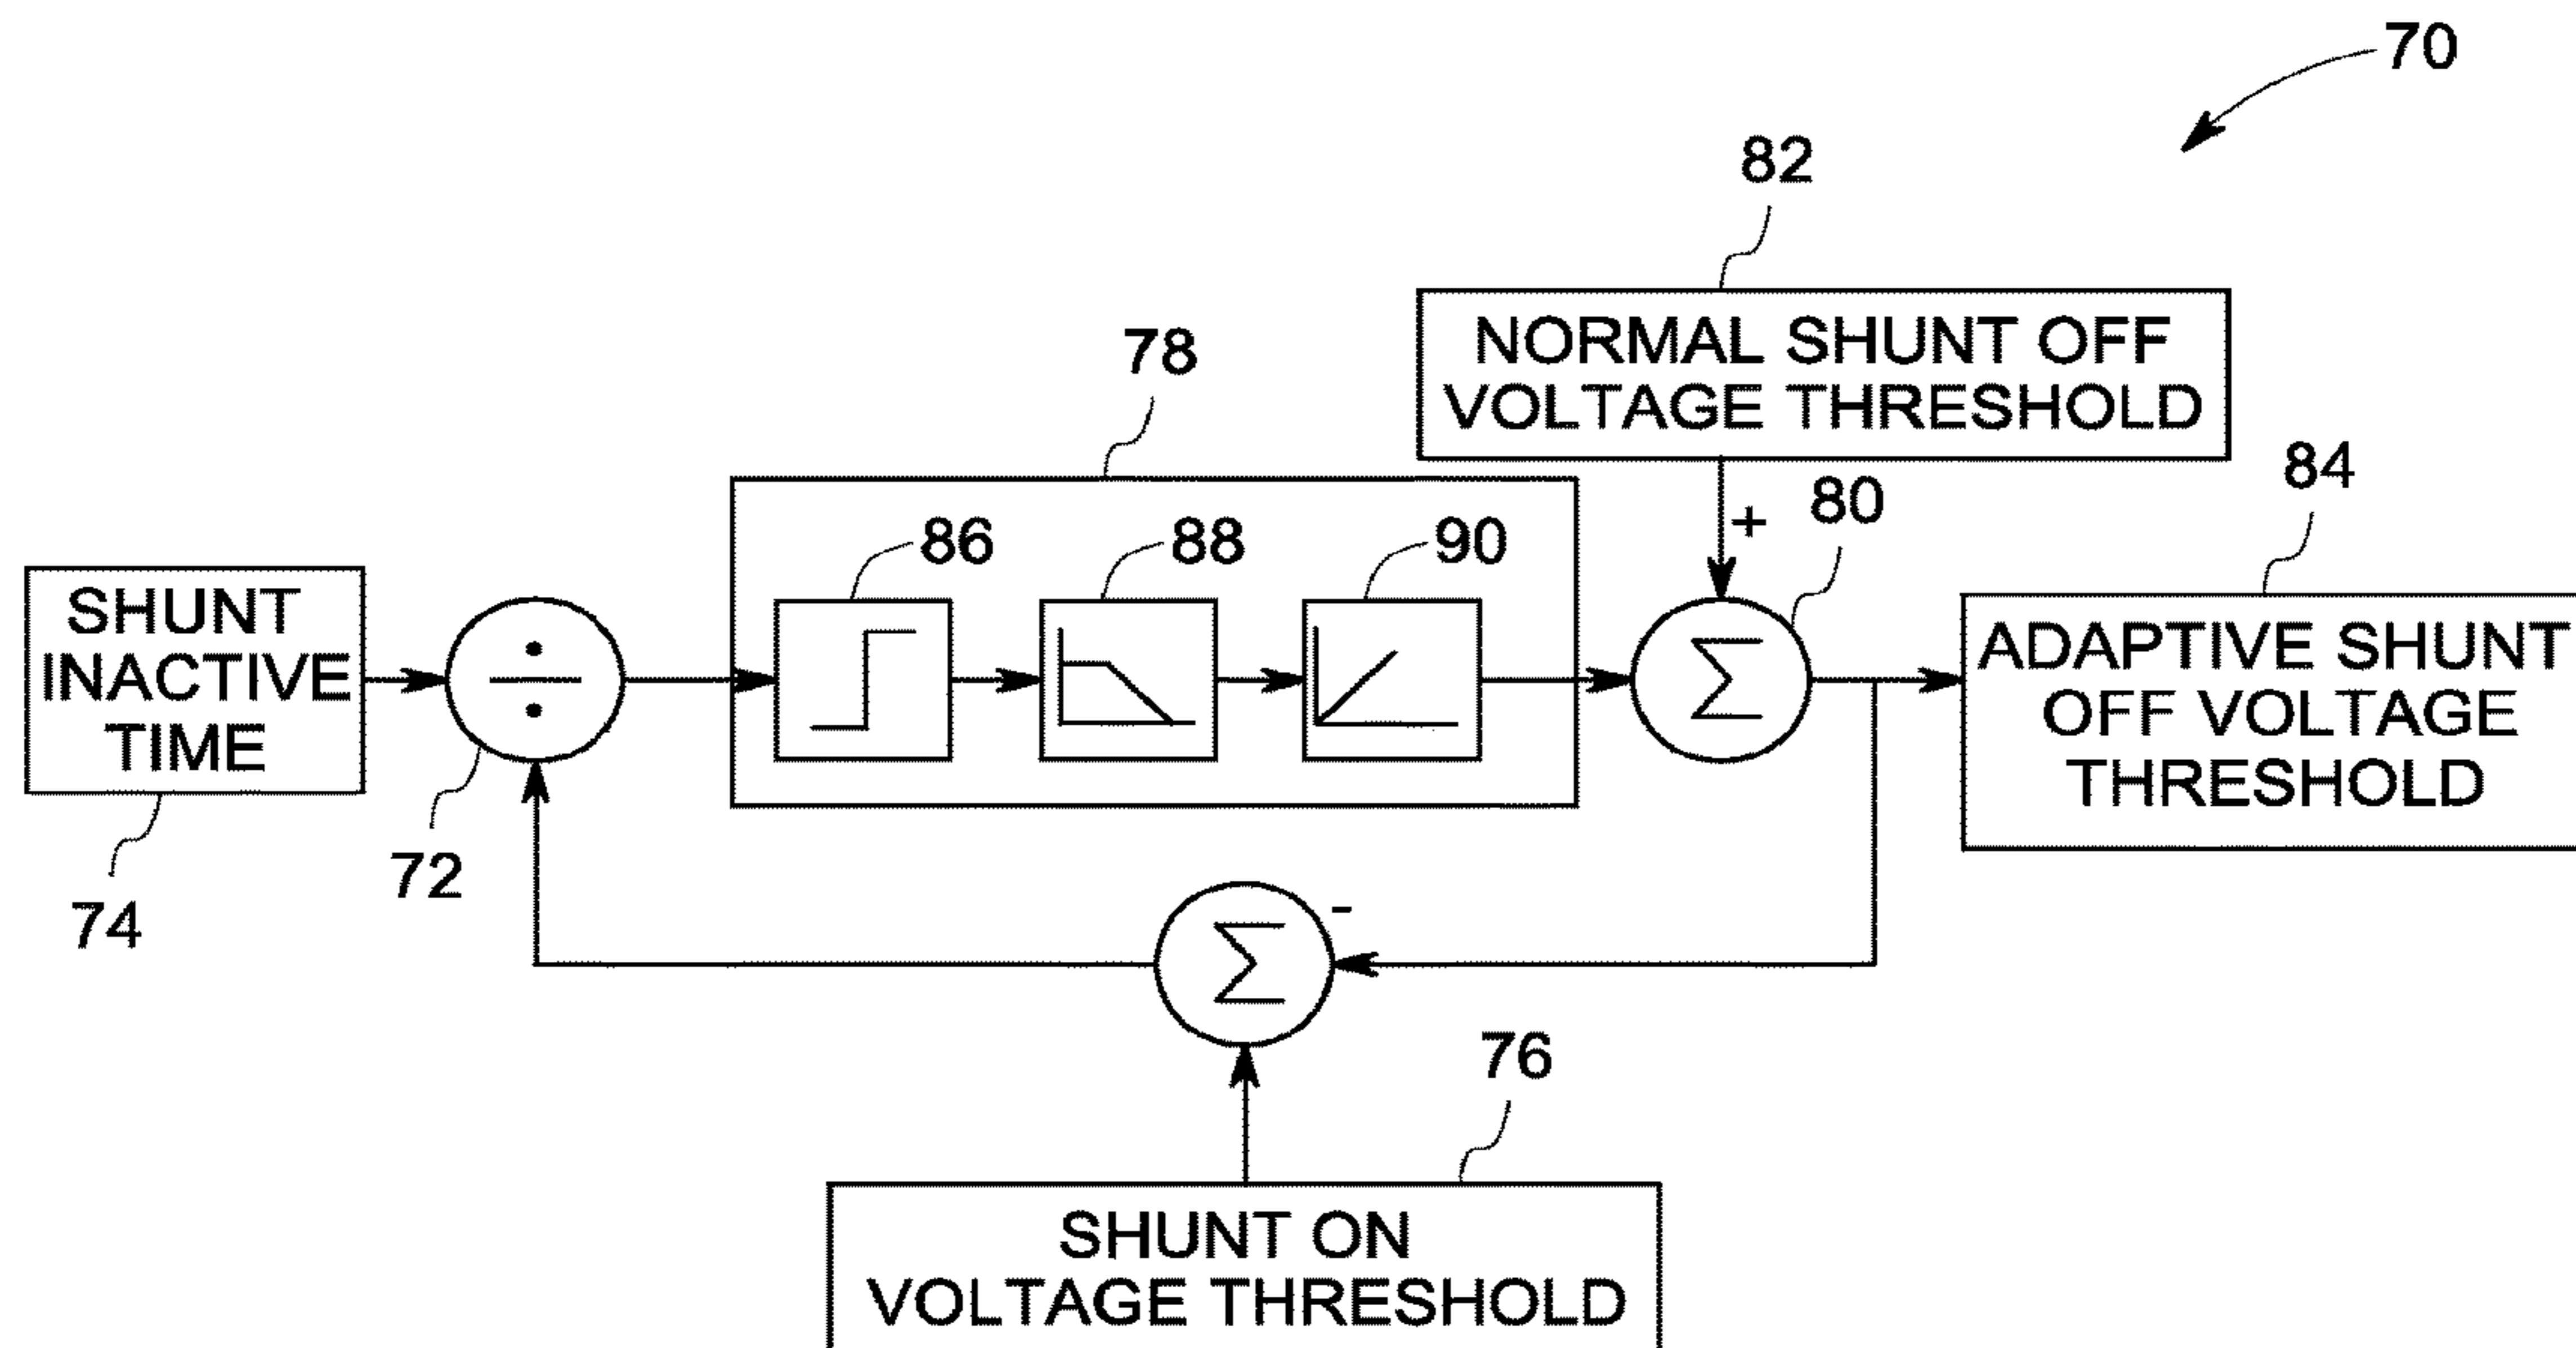 70
82
NORMAL SHUNT OFF
VOLTAGE THRESHOLD
78
84
80
+
86
88
90
SHUNT
INACTIVE
TIME
÷
Σ
ADAPTIVE SHUNT
OFF VOLTAGE
THRESHOLD
72
74
-
Σ
76
SHUNT ON
VOLTAGE THRESHOLD